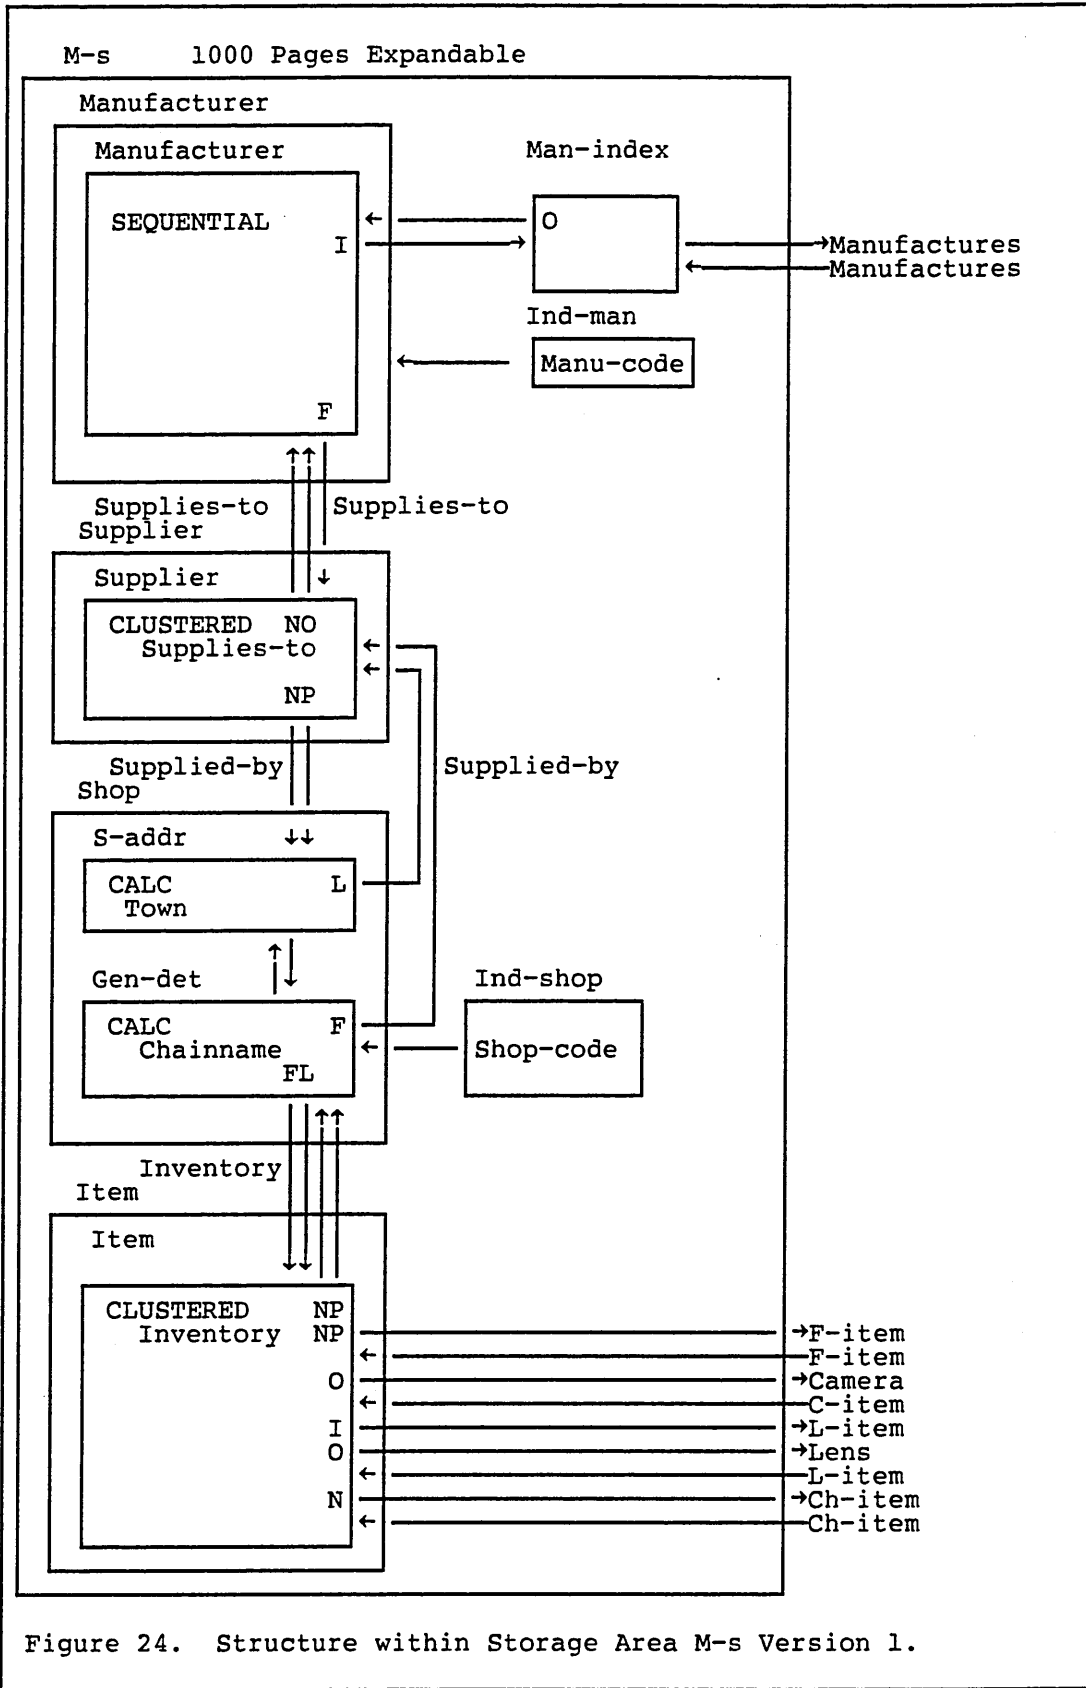 M-s 1000 Pages Expandable
Manufacturer
Manufacturer Man-index
SEQUENTIAL ← O
I → →Manufactures
← Manufactures
Ind-man
← Manu-code
F
↑↑
Supplies-to Supplies-to
Supplier
Supplier ↓
CLUSTERED NO
Supplies-to ←
←
NP
Supplied-by Supplied-by
Shop
S-addr ↓↓
CALC L
Town
↑↓
Gen-det Ind-shop
CALC F
Chainname ← Shop-code
FL
↑↑
Inventory
Item
Item
↓↓
CLUSTERED NP
Inventory NP →F-item
← F-item
O →Camera
← C-item
I →L-item
O →Lens
← L-item
N →Ch-item
← Ch-item
Figure 24. Structure within Storage Area M-s Version 1.